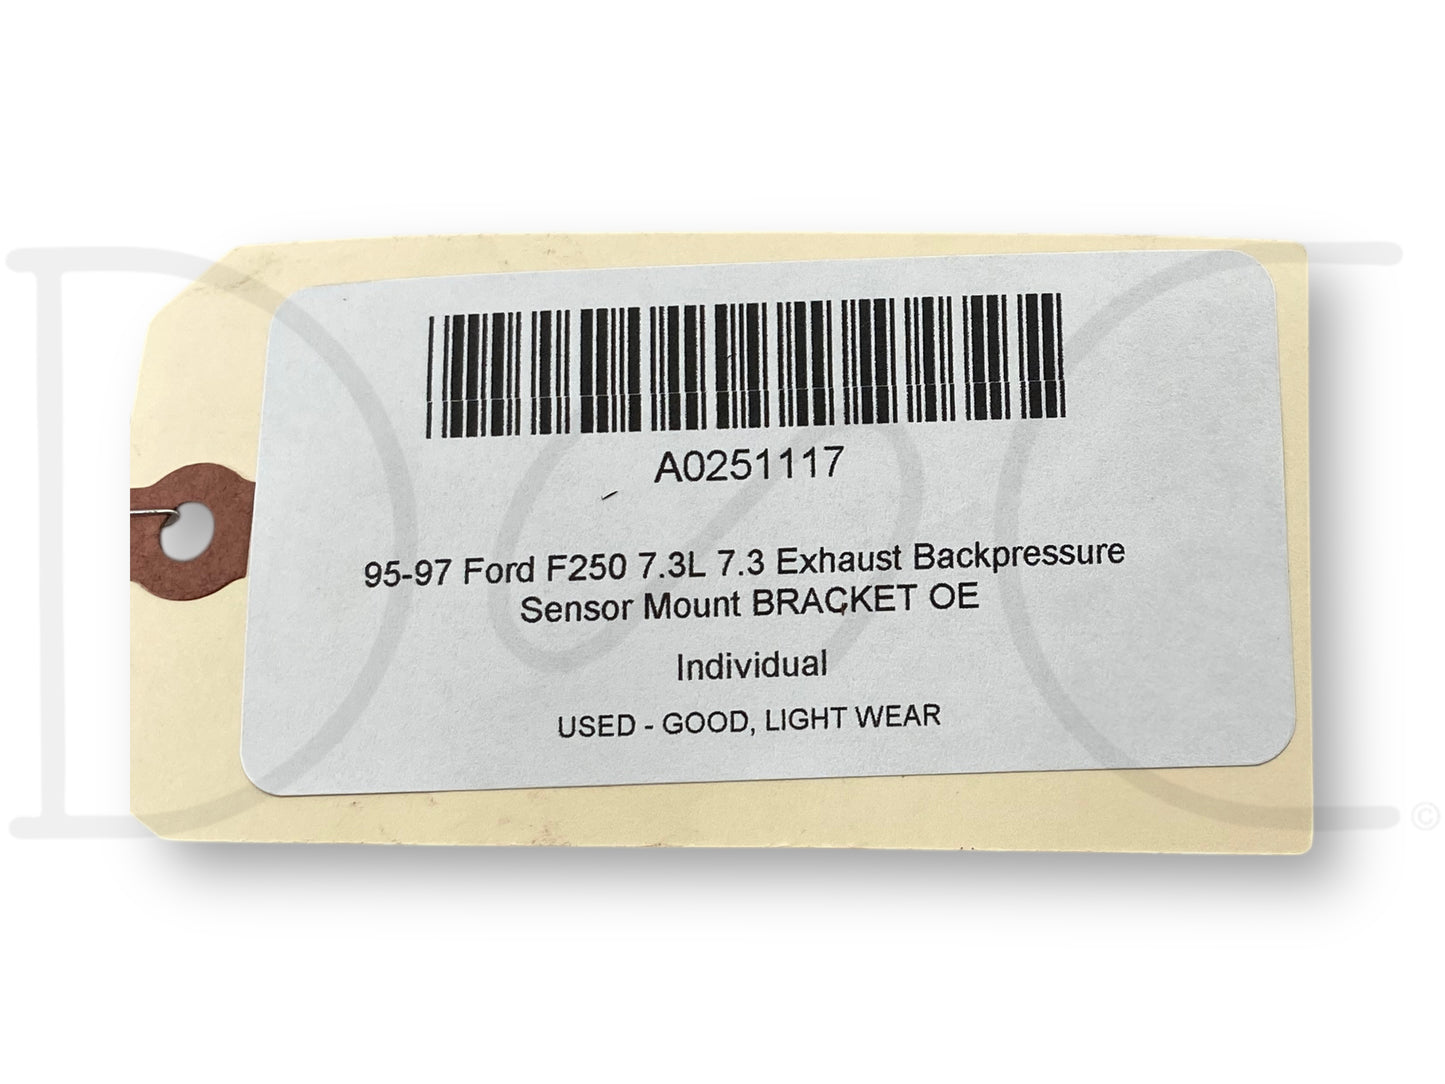 A0251117
95-97 Ford F250 7.3L 7.3 Exhaust Backpressure
Sensor Mount BRACKET OE
Individual
USED - GOOD, LIGHT WEAR
©